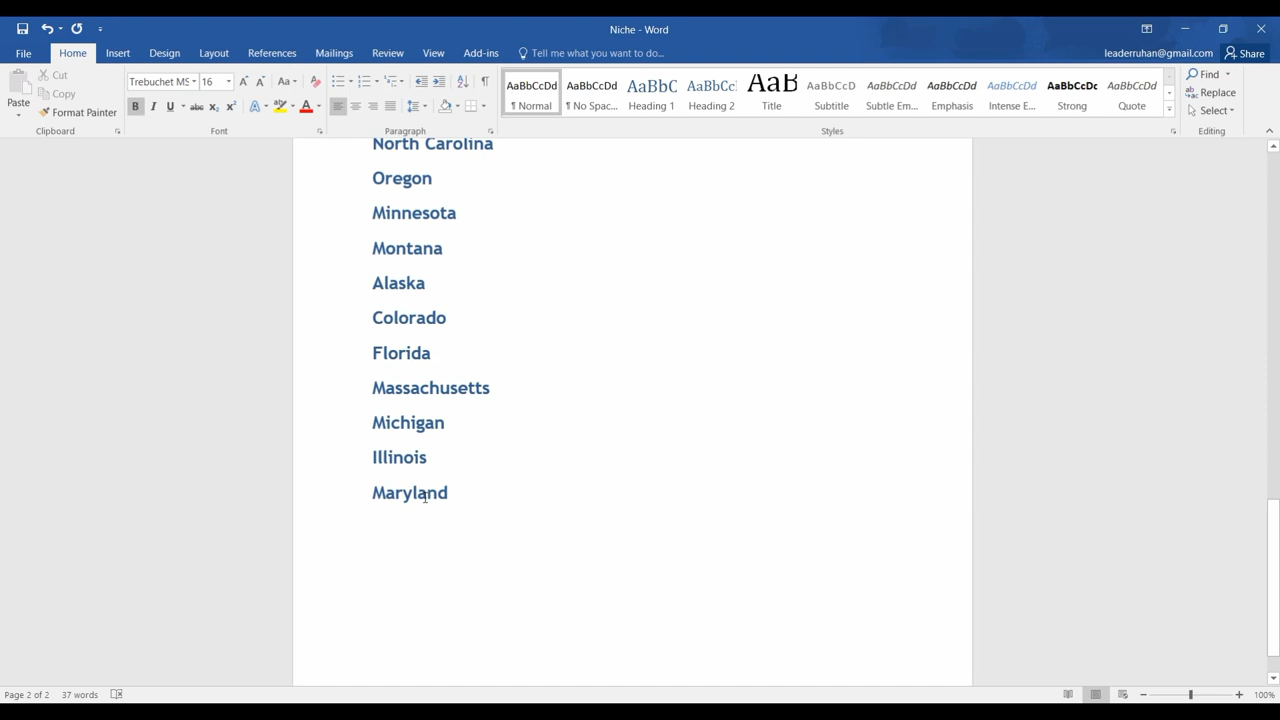 Niche - Word
File Home Insert Design Layout References Mailings Review View Add-ins Tell me what you want to do... leaderruhan@gmail.com Share
Paste Cut Copy Format Painter
Clipboard
Trebuchet MS 16 Aa
B I U abc X2 X2 A A
Font
Paragraph
AaBbCcDd AaBbCcDd AaBbC AaBbCc AaB AaBbCcD AaBbCcDd AaBbCcDd AaBbCcDd AaBbCcDc AaBbCcDd
¶ Normal ¶ No Spac... Heading 1 Heading 2 Title Subtitle Subtle Em... Emphasis Intense E... Strong Quote
Styles
Find
Replace
Select
Editing
North Carolina
Oregon
Minnesota
Montana
Alaska
Colorado
Florida
Massachusetts
Michigan
Illinois
Maryland
Page 2 of 2 37 words 100%